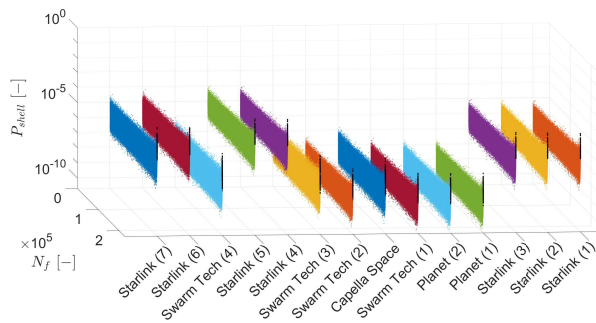 10^0
10^-5
10^-10
P_shell [−]
0
1
2
×10^5
N_f [−]
Starlink (7)
Starlink (6)
Swarm Tech (4)
Starlink (5)
Starlink (4)
Swarm Tech (3)
Swarm Tech (2)
Capella Space
Swarm Tech (1)
Planet (2)
Planet (1)
Starlink (3)
Starlink (2)
Starlink (1)